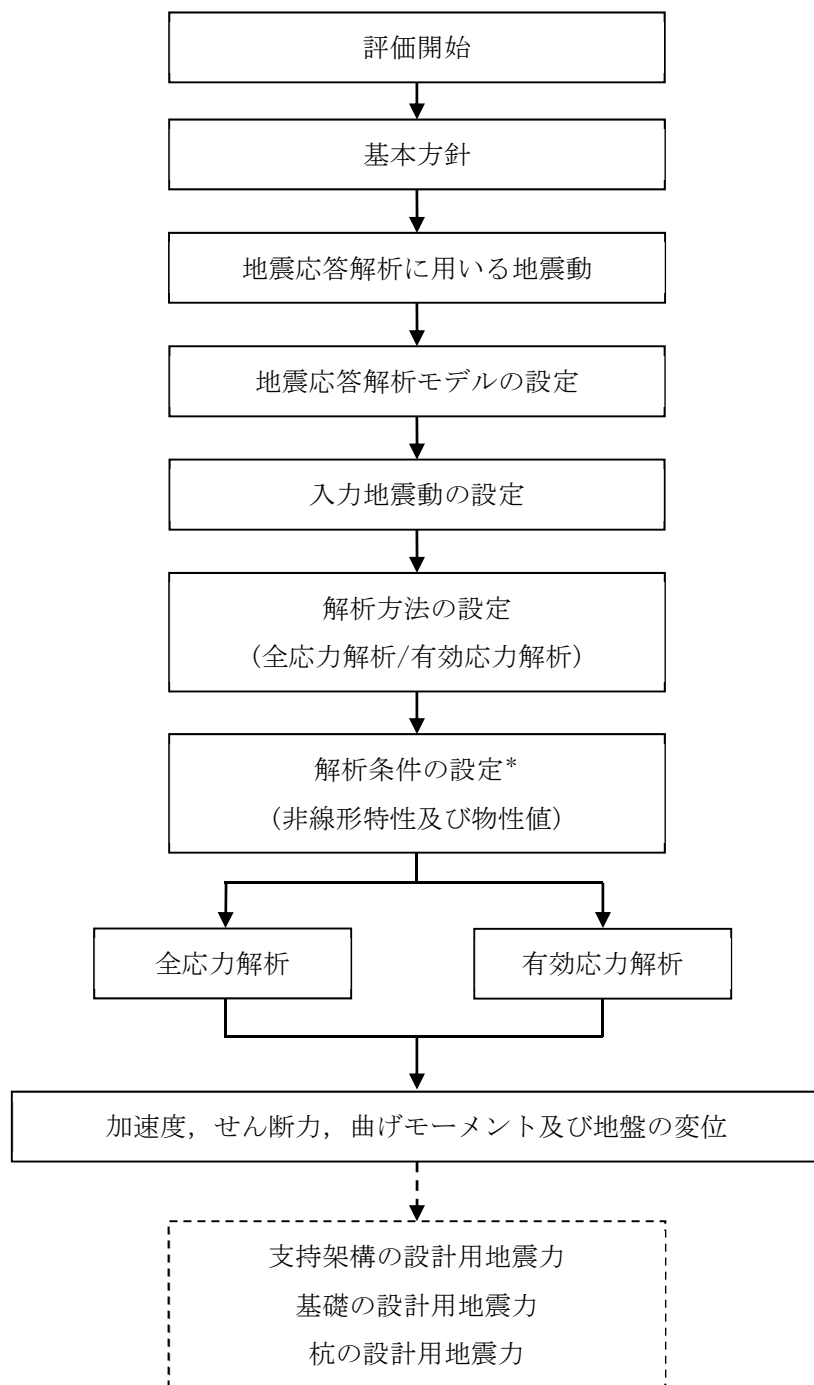 評価開始
基本方針
地震応答解析に用いる地震動
地震応答解析モデルの設定
入力地震動の設定
解析方法の設定
(全応力解析/有効応力解析)
解析条件の設定*
(非線形特性及び物性値)
全応力解析
有効応力解析
加速度，せん断力，曲げモーメント及び地盤の変位
支持架構の設計用地震力
基礎の設計用地震力
杭の設計用地震力